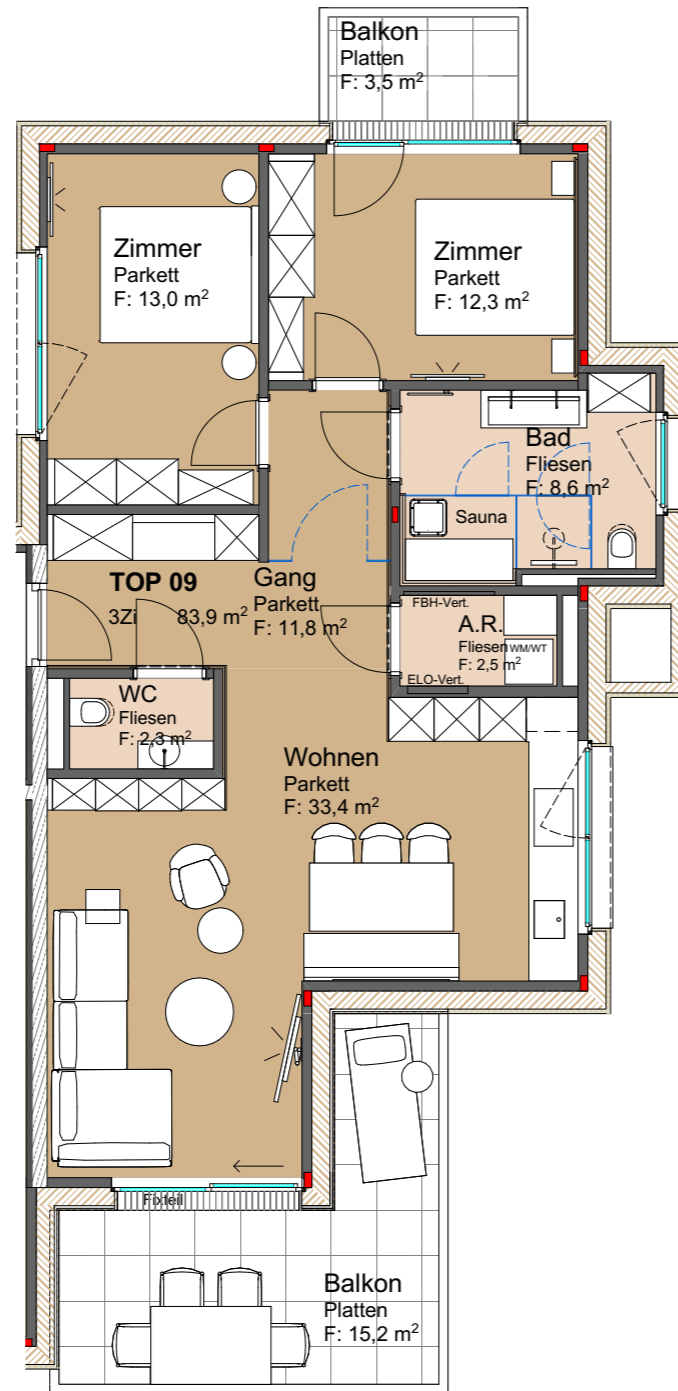 Balkon
Platten
F: 3,5 m²
Zimmer
Parkett
F: 13,0 m²
Zimmer
Parkett
F: 12,3 m²
Bad
Fliesen
F: 8,6 m²
Sauna
TOP 09
3Zi 83,9 m²
Gang
Parkett
F: 11,8 m²
FBH-Vert.
A.R.
Fliesen
F: 2,5 m²
WM/WT
ELO-Vert.
WC
Fliesen
F: 2,3 m²
Wohnen
Parkett
F: 33,4 m²
Fixteil
Balkon
Platten
F: 15,2 m²